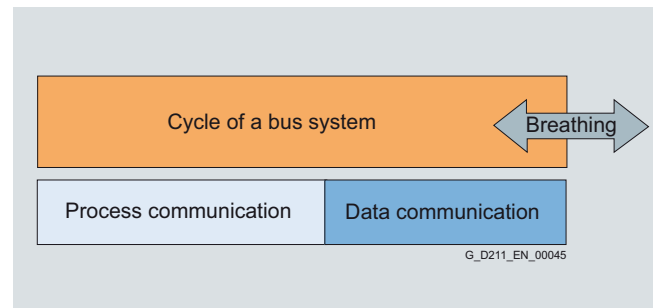 Cycle of a bus system
Breathing
Process communication
Data communication
G_D211_EN_00045